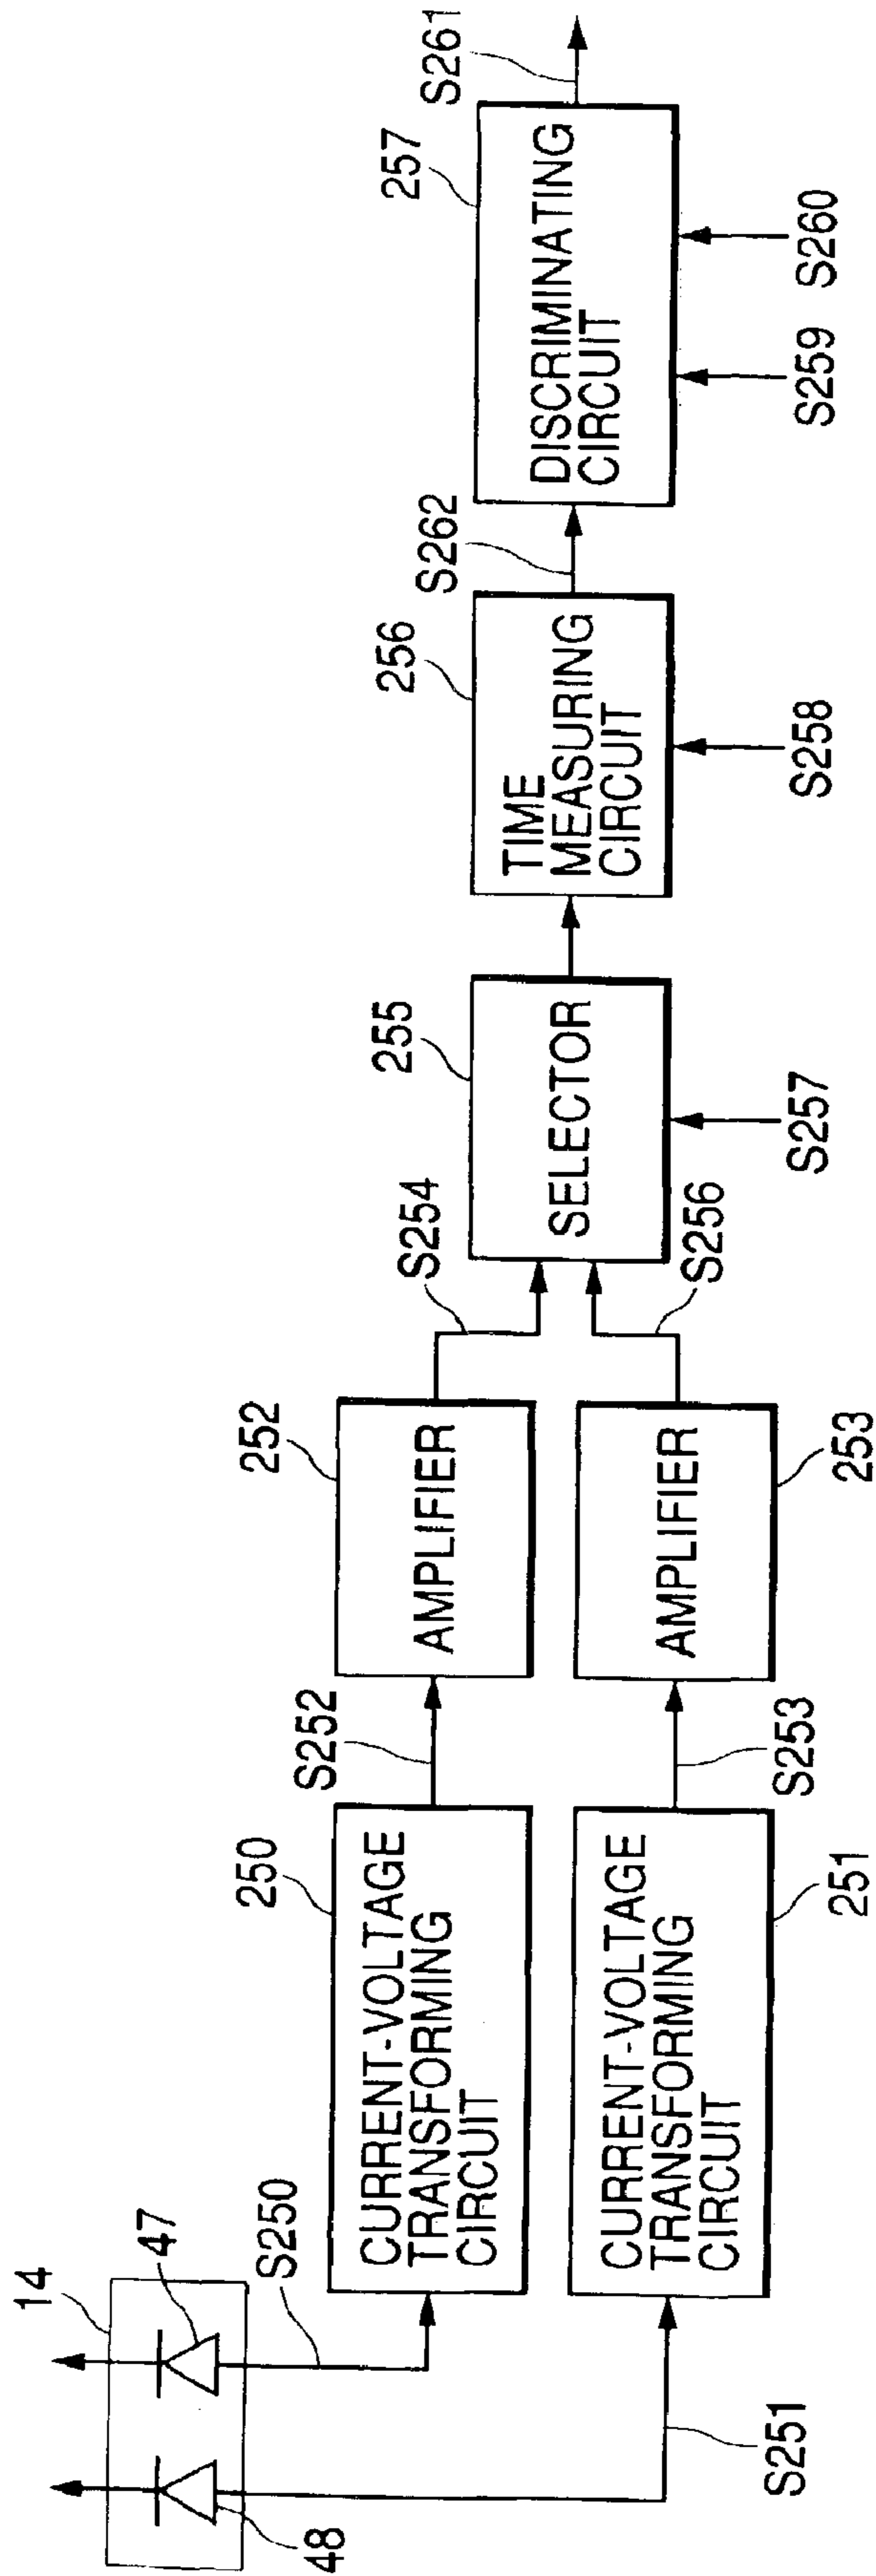 14
47
48
S250
S251
250
CURRENT-VOLTAGE
TRANSFORMING
CIRCUIT
251
CURRENT-VOLTAGE
TRANSFORMING
CIRCUIT
S252
S253
252
AMPLIFIER
253
AMPLIFIER
S254
S256
255
SELECTOR
S257
256
TIME
MEASURING
CIRCUIT
S258
S262
257
DISCRIMINATING
CIRCUIT
S259
S260
S261